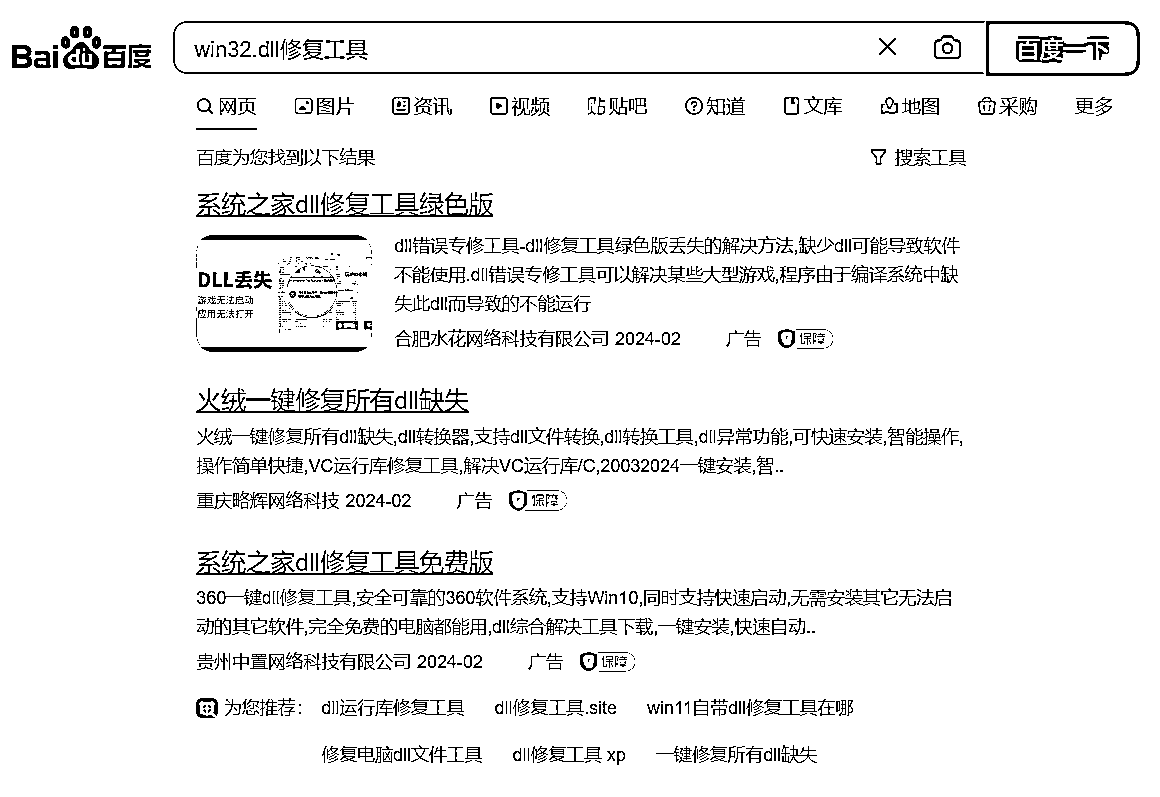 Bai du 百度
win32.dll修复工具
百度一下
网页 图片 资讯 视频 贴吧 知道 文库 地图 采购 更多
百度为您找到以下结果 搜索工具
系统之家dll修复工具绿色版
DLL丢失
游戏无法启动
应用无法打开
dll错误专修工具-dll修复工具绿色版丢失的解决方法,缺少dll可能导致软件
不能使用.dll错误专修工具可以解决某些大型游戏,程序由于编译系统中缺
失此dll而导致的不能运行
合肥水花网络科技有限公司 2024-02 广告 保障
火绒一键修复所有dll缺失
火绒一键修复所有dll缺失,dll转换器,支持dll文件转换,dll转换工具,dll异常功能,可快速安装,智能操作,
操作简单快捷,VC运行库修复工具,解决VC运行库/C,20032024一键安装,智..
重庆略辉网络科技 2024-02 广告 保障
系统之家dll修复工具免费版
360一键dll修复工具,安全可靠的360软件系统,支持Win10,同时支持快速启动,无需安装其它无法启
动的其它软件,完全免费的电脑都能用,dll综合解决工具下载,一键安装,快速自动..
贵州中置网络科技有限公司 2024-02 广告 保障
为您推荐: dll运行库修复工具 dll修复工具.site win11自带dll修复工具在哪
修复电脑dll文件工具 dll修复工具 xp 一键修复所有dll缺失